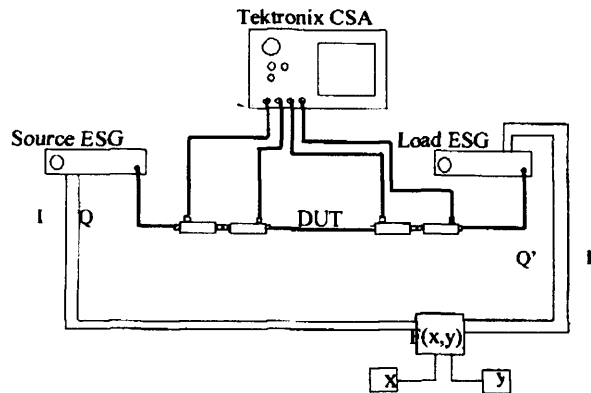 Tektronix CSA
Source ESG
Load ESG
I Q
DUT
Q'
F(x,y)
x
y